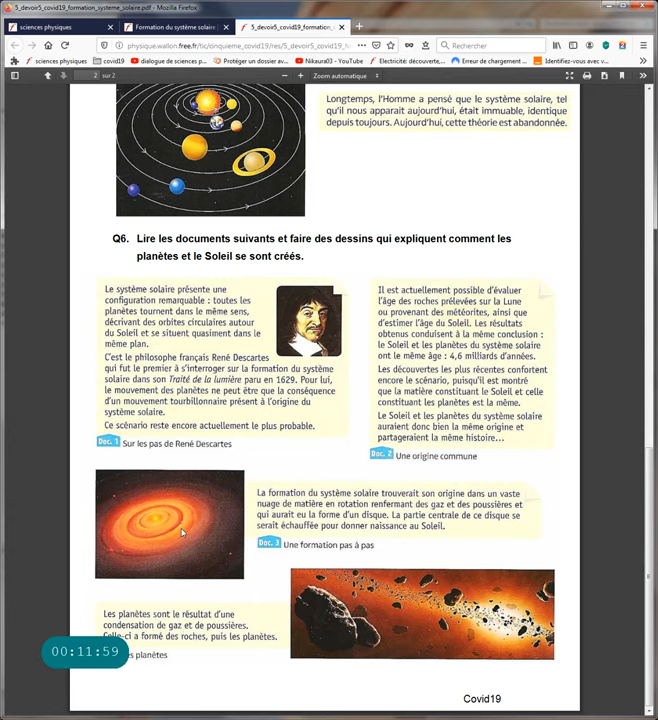 5_devoir5_covid19_formation_systeme_solaire.pdf - Mozilla Firefox
sciences physiques
Formation du système solaire
5_devoir5_covid19_formation_
physique.wallon.free.fr/tic/cinquieme_covid19/res/5_devoir5_covid19_f
Rechercher
sciences physiques
covid19
dialogue de sciences p
Protéger un dossier av...
Nikaura03 - YouTube
Electricité: découverte,...
Erreur de chargement ...
Identifiez-vous avec v...
2
sur 2
Zoom automatique
Longtemps, l'Homme a pensé que le système solaire, tel
qu'il nous apparait aujourd'hui, était immuable, identique
depuis toujours. Aujourd'hui, cette théorie est abandonnée.
Q6. Lire les documents suivants et faire des dessins qui expliquent comment les
planètes et le Soleil se sont créés.
Le système solaire présente une
configuration remarquable : toutes les
planètes tournent dans le même sens,
décrivant des orbites circulaires autour
du Soleil et se situent quasiment dans le
même plan.
C'est le philosophe français René Descartes
qui fut le premier à s'interroger sur la formation du système
solaire dans son Traité de la lumière paru en 1629. Pour lui,
le mouvement des planètes ne peut être que la conséquence
d'un mouvement tourbillonnaire présent à l'origine du
système solaire.
Ce scénario reste encore actuellement le plus probable.
Doc. 1 Sur les pas de René Descartes
Il est actuellement possible d'évaluer
l'âge des roches prélevées sur la Lune
ou provenant des météorites, ainsi que
d'estimer l'âge du Soleil. Les résultats
obtenus conduisent à la même conclusion :
le Soleil et les planètes du système solaire
ont le même âge : 4,6 milliards d'années.
Les découvertes les plus récentes confortent
encore le scénario, puisqu'il est montré
que la matière constituant le Soleil et celle
constituant les planètes est la même.
Le Soleil et les planètes du système solaire
auraient donc bien la même origine et
partageraient la même histoire...
Doc. 2 Une origine commune
La formation du système solaire trouverait son origine dans un vaste
nuage de matière en rotation renfermant des gaz et des poussières et
qui aurait eu la forme d'un disque. La partie centrale de ce disque se
serait échauffée pour donner naissance au Soleil.
Doc. 3 Une formation pas à pas
Les planètes sont le résultat d'une
condensation de gaz et de poussières.
Celle-ci a formé des roches, puis les planètes.
00:11:59
planètes
Covid19